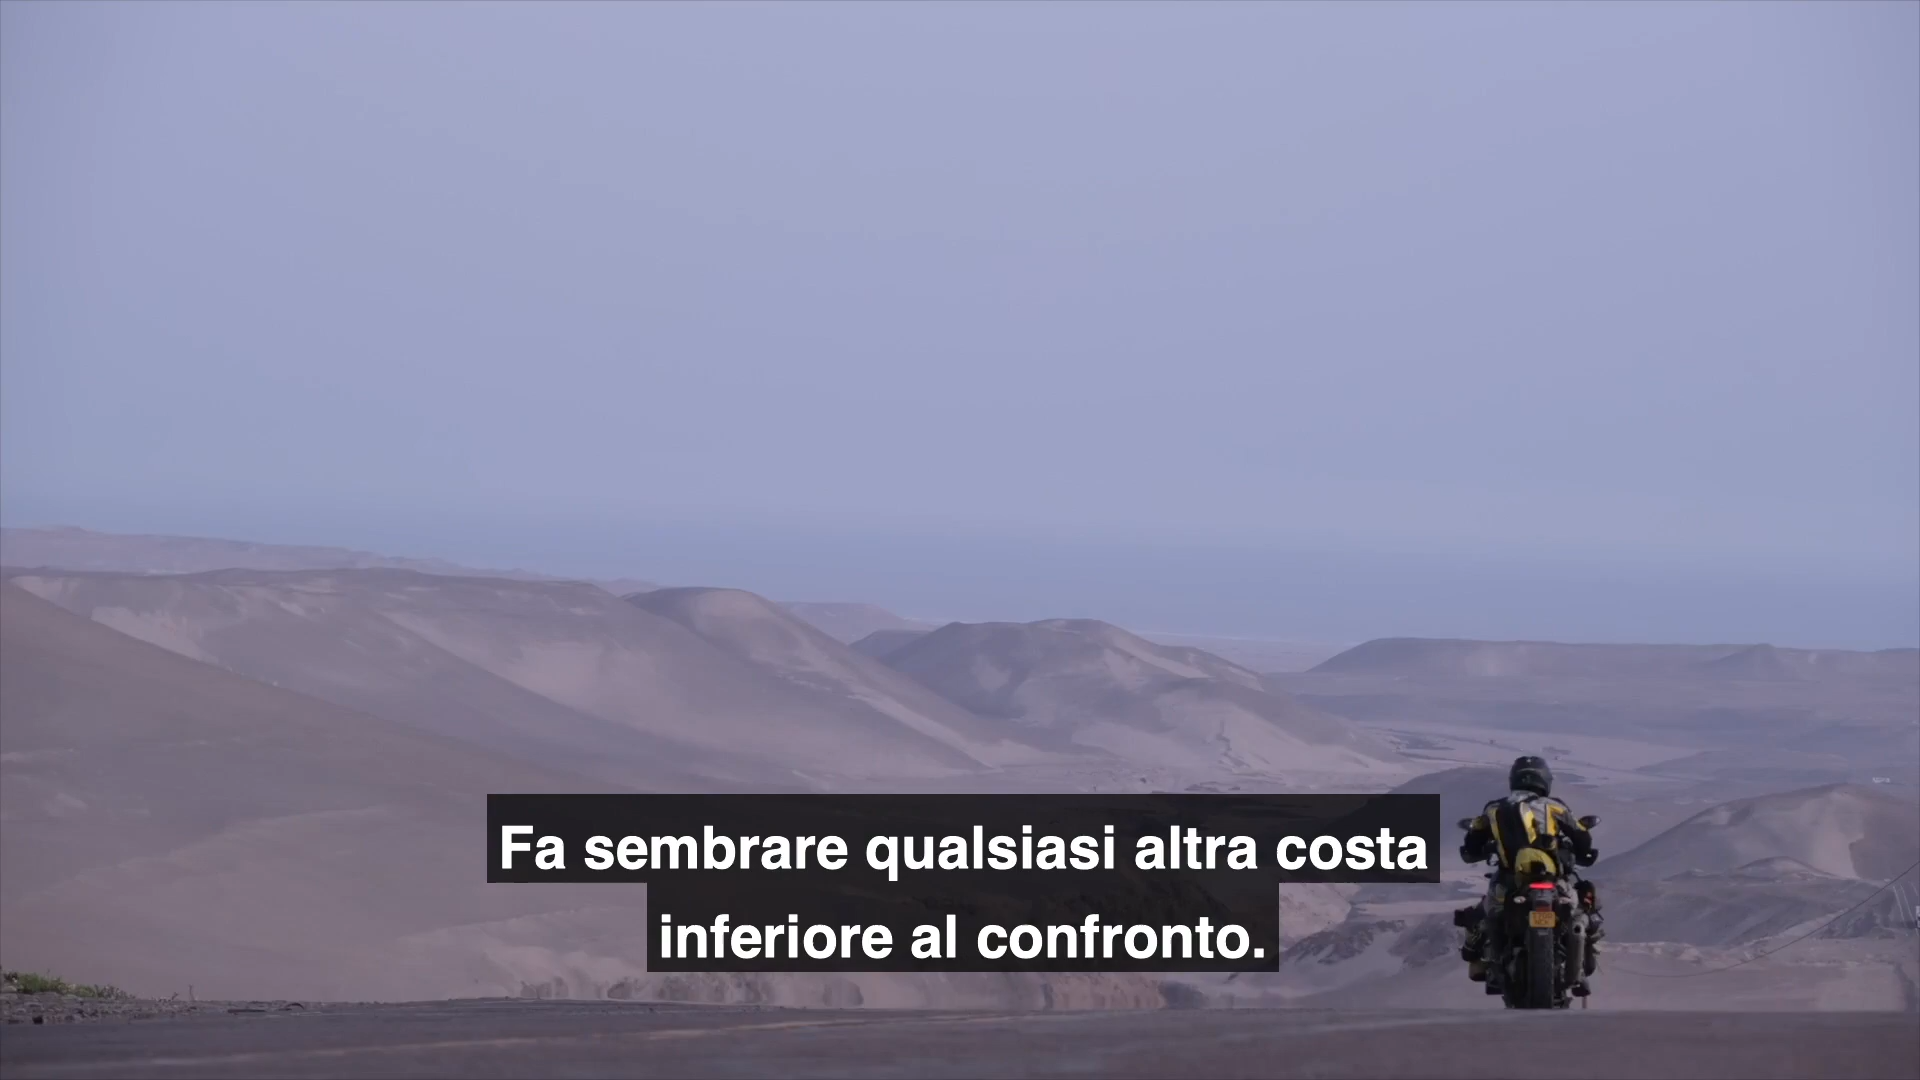 Fa sembrare qualsiasi altra costa
inferiore al confronto.